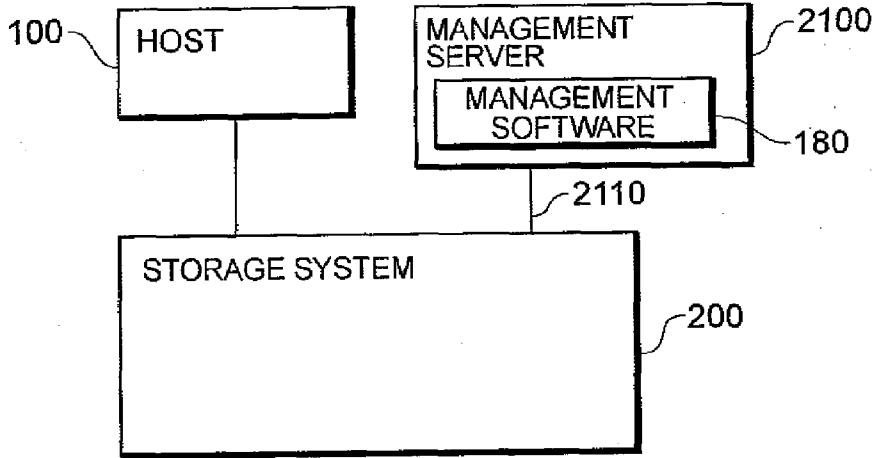 100
HOST
MANAGEMENT
SERVER
2100
MANAGEMENT
SOFTWARE
180
2110
STORAGE SYSTEM
200